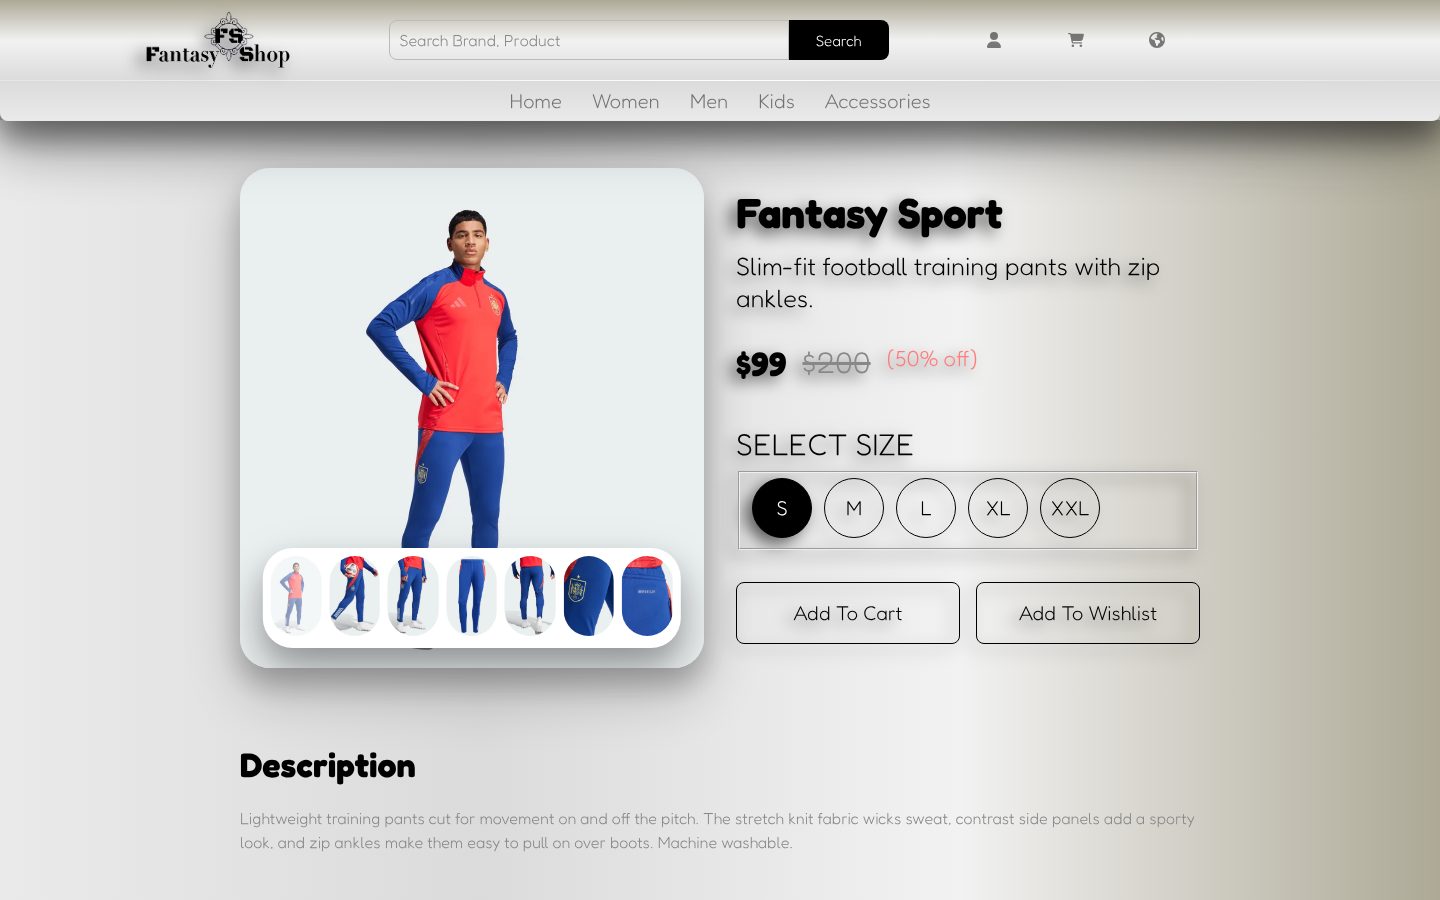 FS
Fantasy Shop
Search Brand, Product
Search
Home Women Men Kids Accessories
Fantasy Sport
Slim-fit football training pants with zip
ankles.
$99 $200 (50% off)
SELECT SIZE
S M L XL XXL
Add To Cart Add To Wishlist
Description
Lightweight training pants cut for movement on and off the pitch. The stretch knit fabric wicks sweat, contrast side panels add a sporty
look, and zip ankles make them easy to pull on over boots. Machine washable.